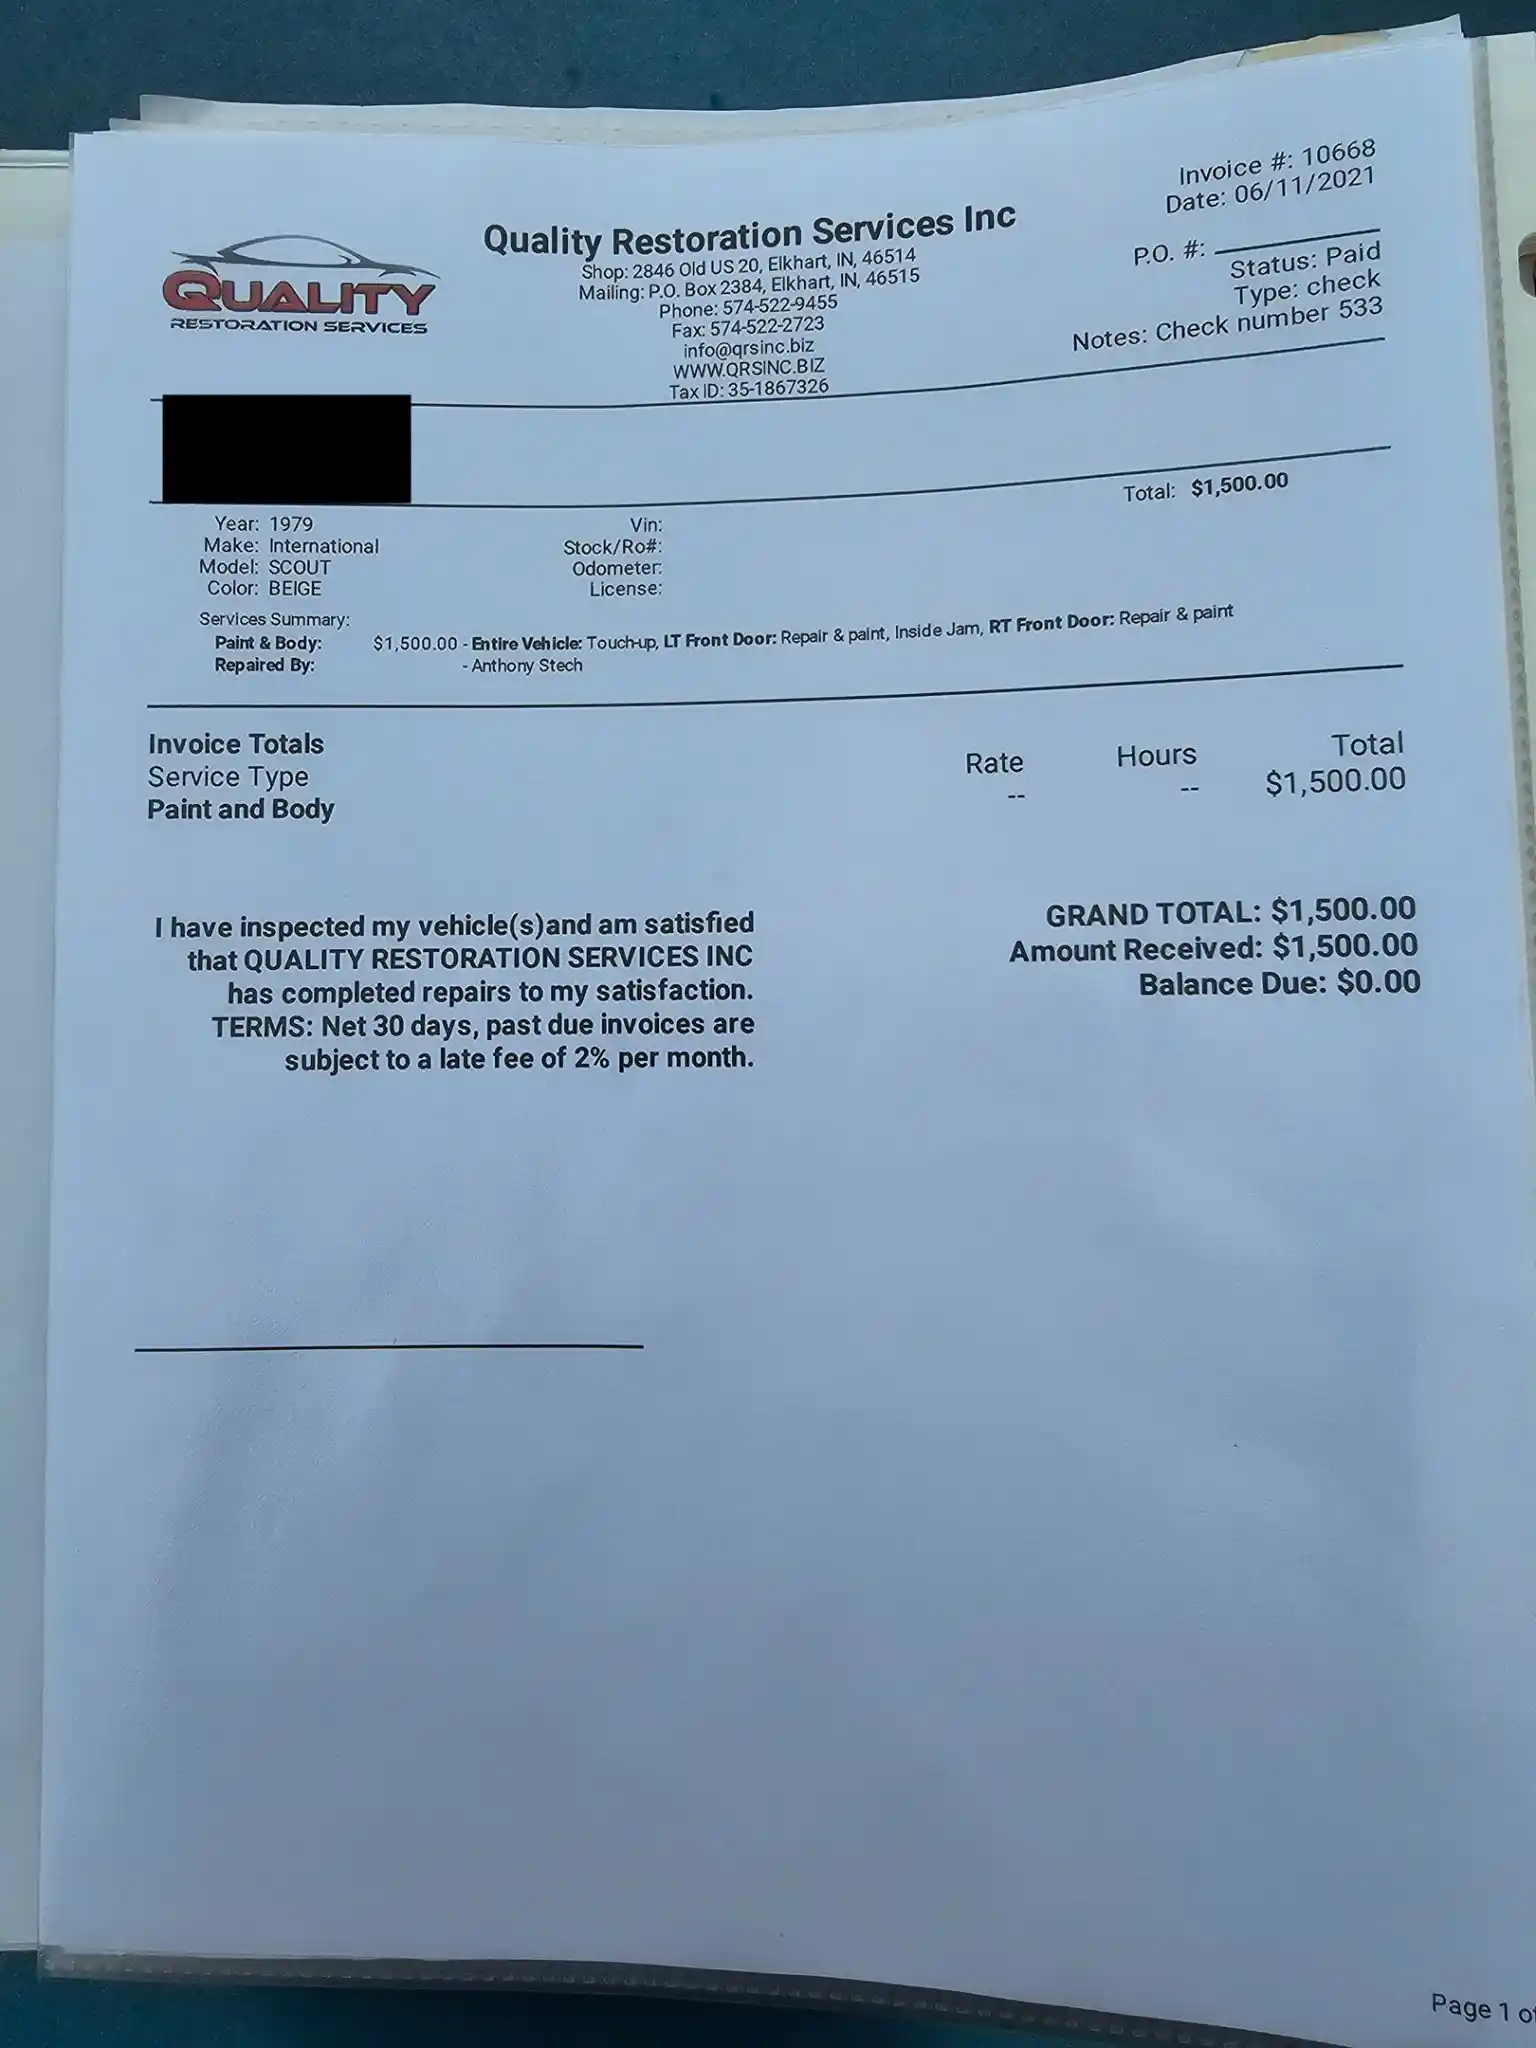 Invoice #: 10668
Date: 06/11/2021
P.O. #:
Status: Paid
Type: check
Notes: Check number 533
QUALITY
RESTORATION SERVICES
Quality Restoration Services Inc
Shop: 2846 Old US 20, Elkhart, IN, 46514
Mailing: P.O. Box 2384, Elkhart, IN, 46515
Phone: 574-522-9455
Fax: 574-522-2723
info@qrsinc.biz
WWW.QRSINC.BIZ
Tax ID: 35-1867326
Total: $1,500.00
Year: 1979 Vin:
Make: International Stock/Ro#:
Model: SCOUT Odometer:
Color: BEIGE License:
Services Summary:
Paint & Body: $1,500.00 - Entire Vehicle: Touch-up, LT Front Door: Repair & paint, Inside Jam, RT Front Door: Repair & paint
Repaired By: - Anthony Stech
Invoice Totals
Service Type Rate Hours Total
Paint and Body -- -- $1,500.00
I have inspected my vehicle(s)and am satisfied
that QUALITY RESTORATION SERVICES INC
has completed repairs to my satisfaction.
TERMS: Net 30 days, past due invoices are
subject to a late fee of 2% per month.
GRAND TOTAL: $1,500.00
Amount Received: $1,500.00
Balance Due: $0.00
Page 1 of